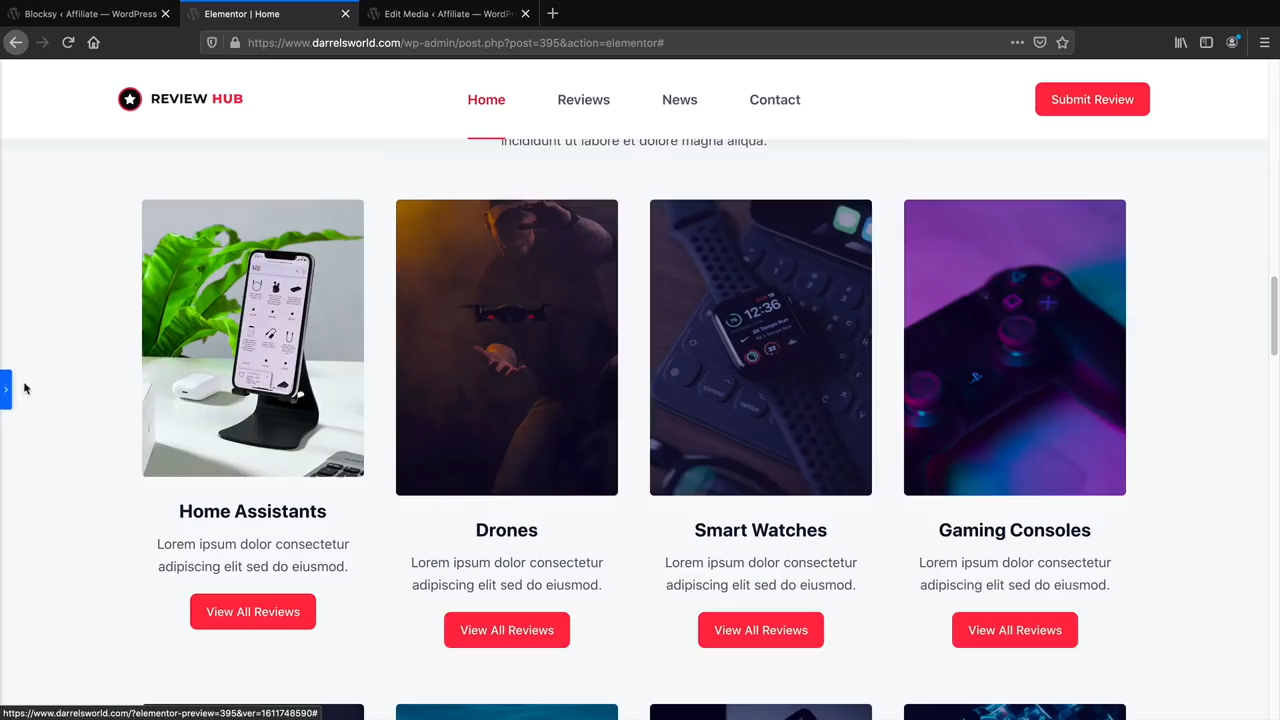 Blocksy ‹ Affiliate — WordPress
Elementor | Home
Edit Media ‹ Affiliate — WordPr
https://www.darrelsworld.com/wp-admin/post.php?post=395&action=elementor#
REVIEW HUB
Home
Reviews
News
Contact
Submit Review
incididunt ut labore et dolore magna aliqua.
12:36
control
option
Home Assistants
Lorem ipsum dolor consectetur
adipiscing elit sed do eiusmod.
View All Reviews
Drones
Lorem ipsum dolor consectetur
adipiscing elit sed do eiusmod.
View All Reviews
Smart Watches
Lorem ipsum dolor consectetur
adipiscing elit sed do eiusmod.
View All Reviews
Gaming Consoles
Lorem ipsum dolor consectetur
adipiscing elit sed do eiusmod.
View All Reviews
https://www.darrelsworld.com/?elementor-preview=395&ver=1611748590#